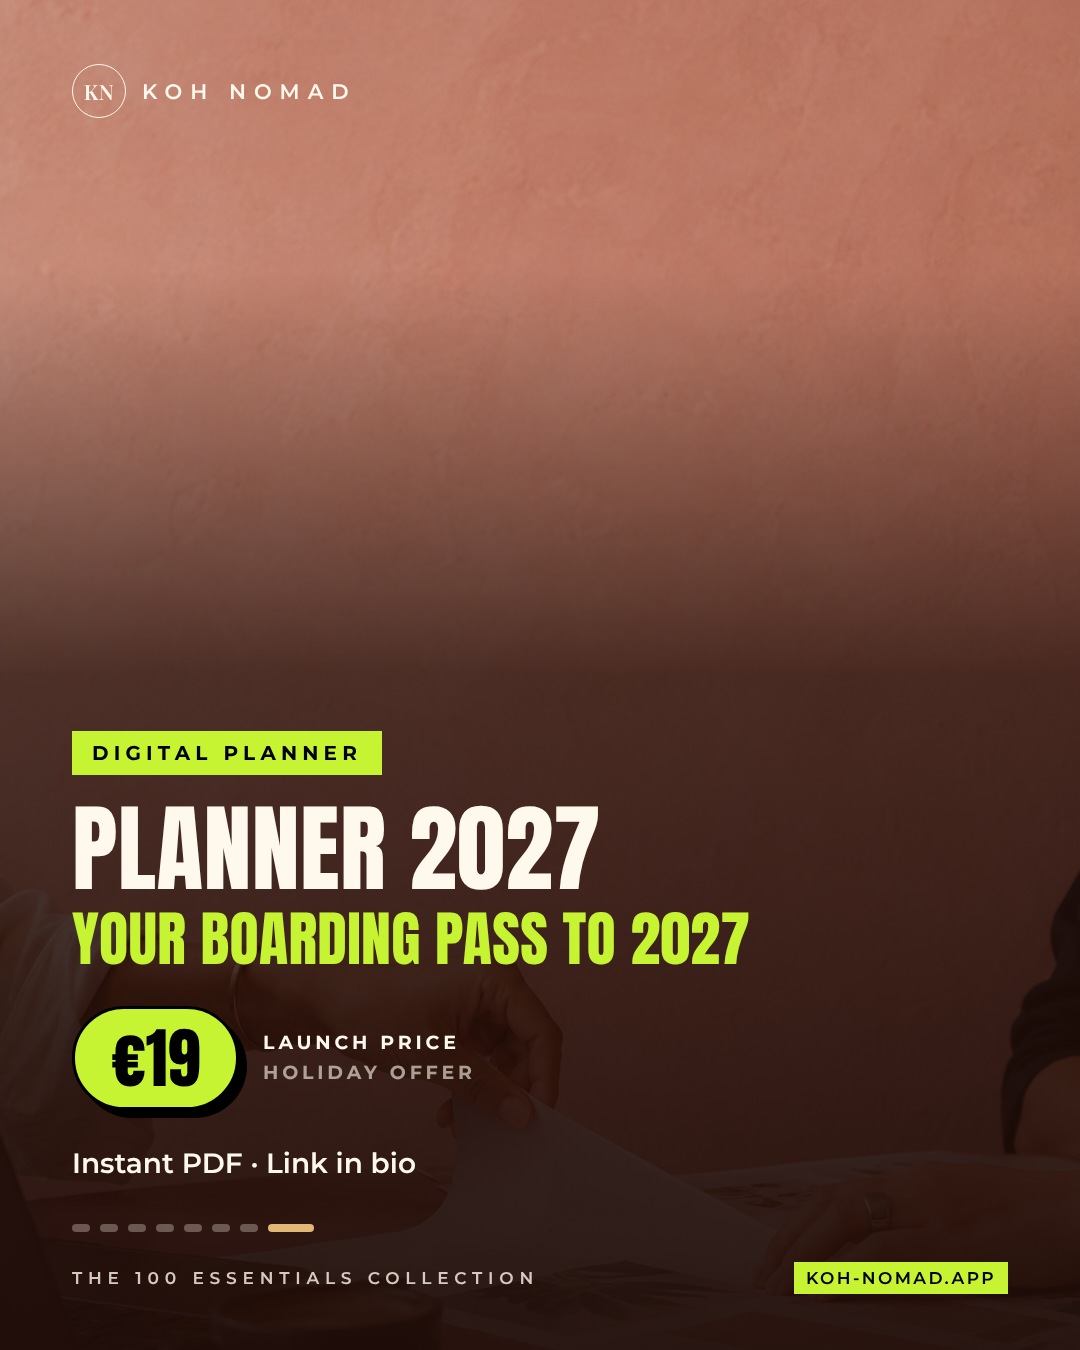 KN KOH NOMAD
DIGITAL PLANNER
PLANNER 2027
YOUR BOARDING PASS TO 2027
€19
LAUNCH PRICE
HOLIDAY OFFER
Instant PDF · Link in bio
THE 100 ESSENTIALS COLLECTION
KOH-NOMAD.APP